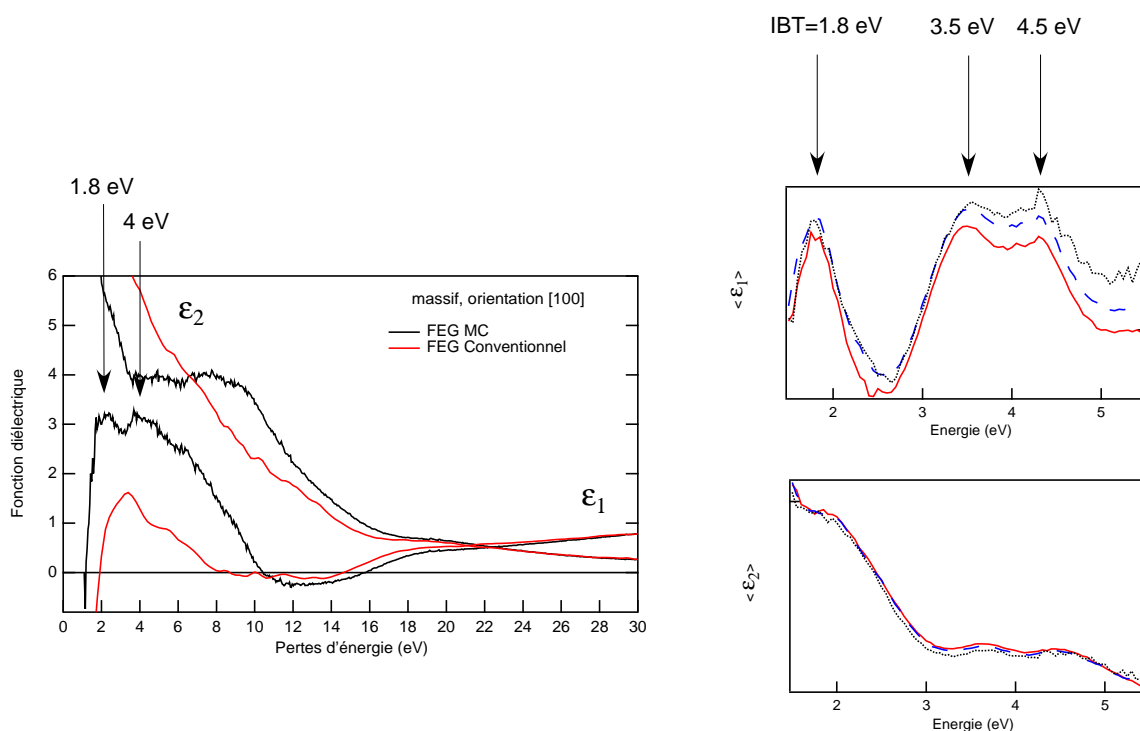 1.8 eV
4 eV
6
5
4
3
2
1
0
Fonction diélectrique
ε2
massif, orientation [100]
FEG MC
FEG Conventionnel
ε1
0 2 4 6 8 10 12 14 16 18 20 22 24 26 28 30
Pertes d'énergie (eV)
IBT=1.8 eV 3.5 eV 4.5 eV
<ε1>
2 3 4 5
Energie (eV)
<ε2>
2 3 4 5
Energie (eV)